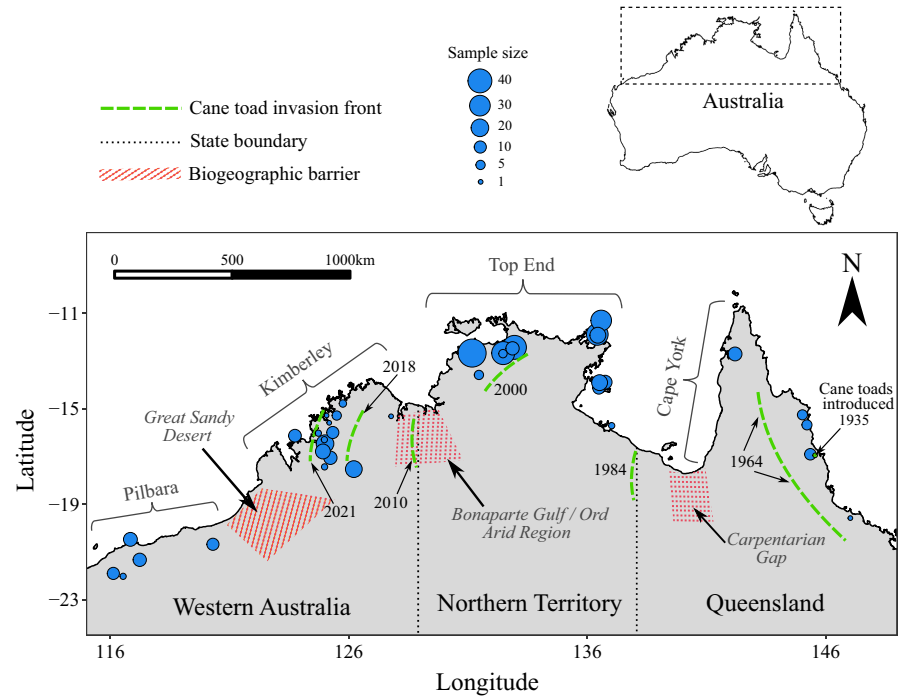 Sample size
40
30
20
10
5
1
Cane toad invasion front
State boundary
Biogeographic barrier
Australia
0
500
1000km
N
Top End
Kimberley
Cape York
Pilbara
Great Sandy
Desert
2018
2000
2021
2010
1984
1964
Cane toads
introduced
1935
Bonaparte Gulf / Ord
Arid Region
Carpentarian
Gap
Western Australia
Northern Territory
Queensland
−11
−15
−19
−23
Latitude
116
126
136
146
Longitude